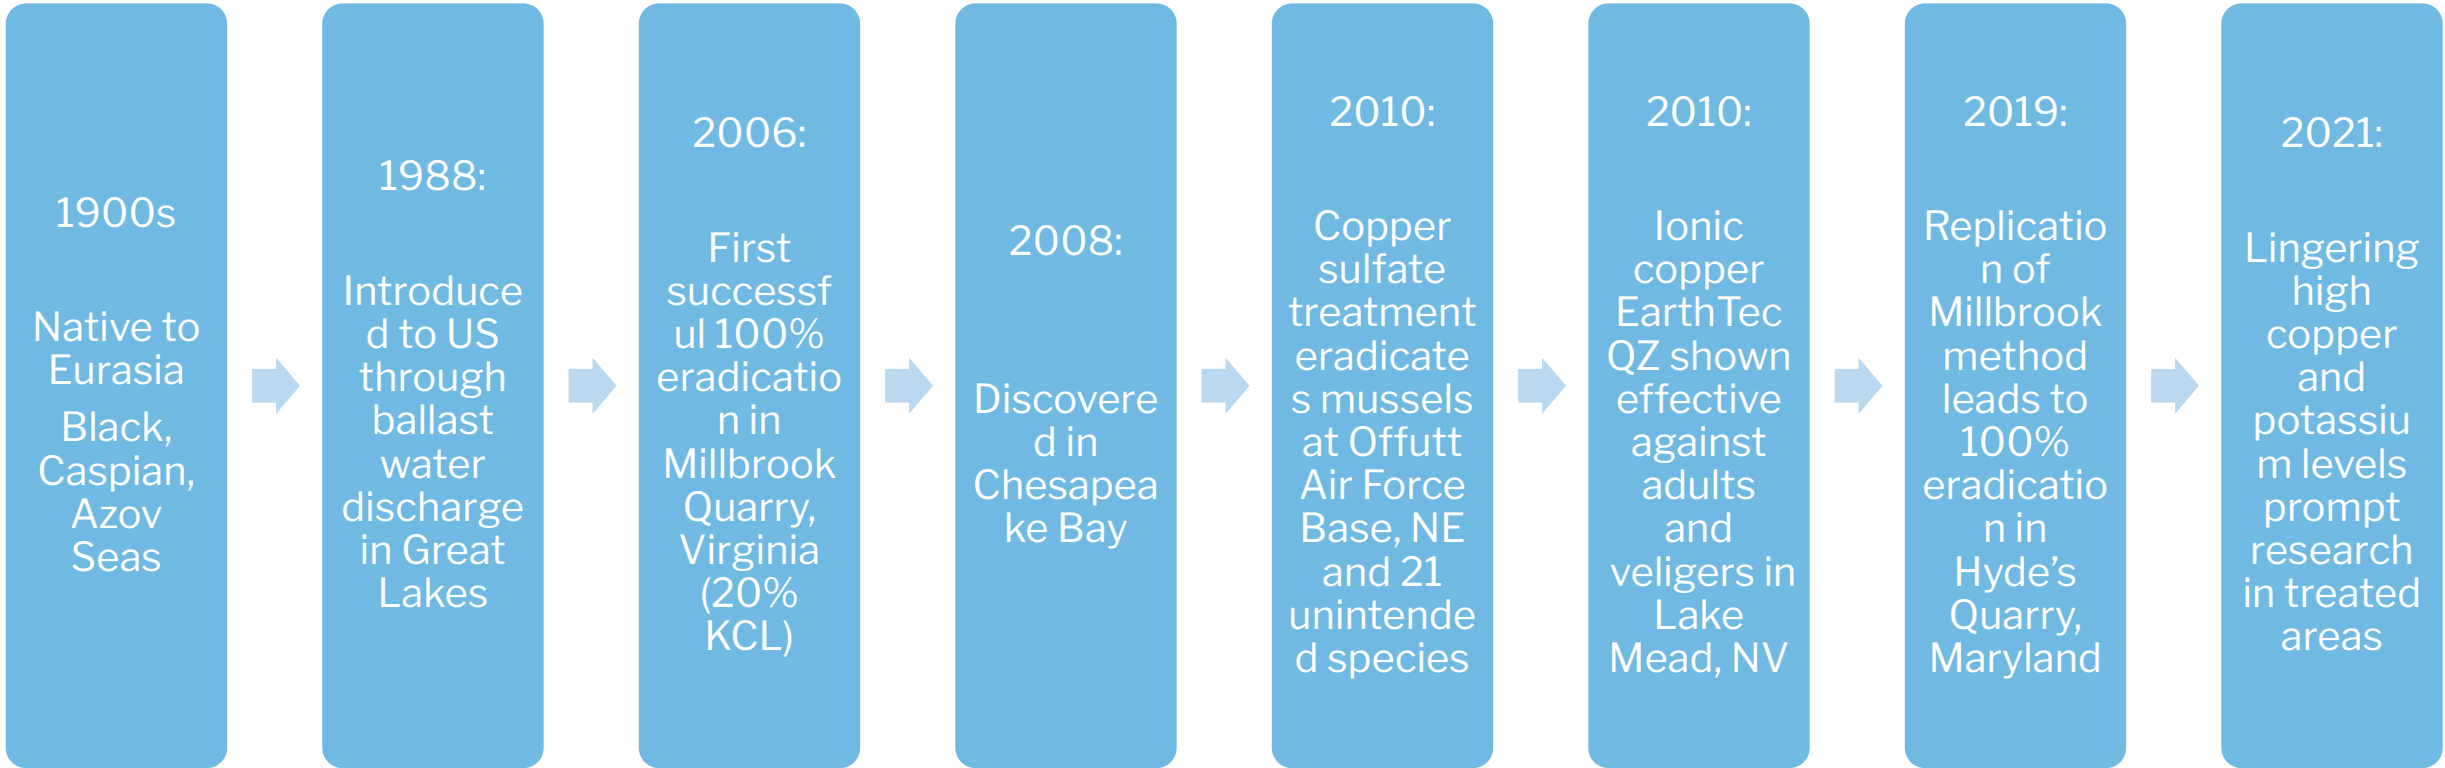 1900s
Native to
Eurasia
Black,
Caspian,
Azov
Seas
1988:
Introduce
d to US
through
ballast
water
discharge
in Great
Lakes
2006:
First
successf
ul 100%
eradicatio
n in
Millbrook
Quarry,
Virginia
(20%
KCL)
2008:
Discovere
d in
Chesapea
ke Bay
2010:
Copper
sulfate
treatment
eradicate
s mussels
at Offutt
Air Force
Base, NE
and 21
unintende
d species
2010:
Ionic
copper
EarthTec
QZ shown
effective
against
adults
and
veligers in
Lake
Mead, NV
2019:
Replicatio
n of
Millbrook
method
leads to
100%
eradicatio
n in
Hyde’s
Quarry,
Maryland
2021:
Lingering
high
copper
and
potassiu
m levels
prompt
research
in treated
areas